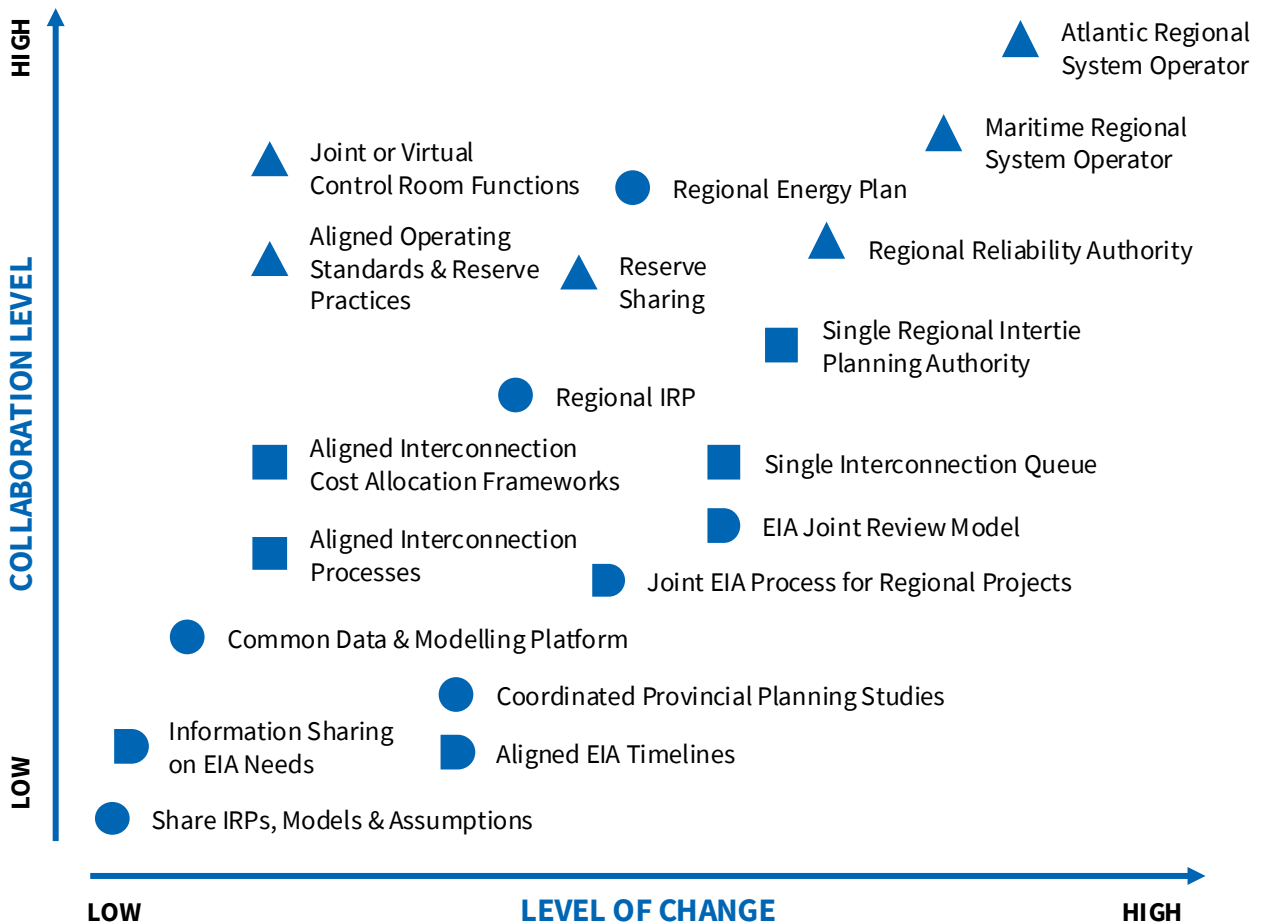 HIGH
Atlantic Regional
System Operator
Maritime Regional
System Operator
Joint or Virtual
Control Room Functions
Regional Energy Plan
Aligned Operating
Standards & Reserve
Practices
Reserve
Sharing
Regional Reliability Authority
Single Regional Intertie
Planning Authority
COLLABORATION LEVEL
Regional IRP
Aligned Interconnection
Cost Allocation Frameworks
Single Interconnection Queue
EIA Joint Review Model
Aligned Interconnection
Processes
Joint EIA Process for Regional Projects
Common Data & Modelling Platform
Coordinated Provincial Planning Studies
Information Sharing
on EIA Needs
Aligned EIA Timelines
LOW
Share IRPs, Models & Assumptions
LOW
LEVEL OF CHANGE
HIGH